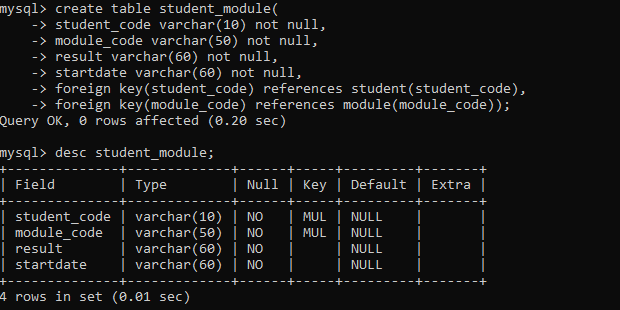 mysql> create table student_module(
    -> student_code varchar(10) not null,
    -> module_code varchar(50) not null,
    -> result varchar(60) not null,
    -> startdate varchar(60) not null,
    -> foreign key(student_code) references student(student_code),
    -> foreign key(module_code) references module(module_code));
Query OK, 0 rows affected (0.20 sec)

mysql> desc student_module;
+--------------+-------------+------+-----+---------+-------+
| Field        | Type        | Null | Key | Default | Extra |
+--------------+-------------+------+-----+---------+-------+
| student_code | varchar(10) | NO   | MUL | NULL    |       |
| module_code  | varchar(50) | NO   | MUL | NULL    |       |
| result       | varchar(60) | NO   |     | NULL    |       |
| startdate    | varchar(60) | NO   |     | NULL    |       |
+--------------+-------------+------+-----+---------+-------+
4 rows in set (0.01 sec)